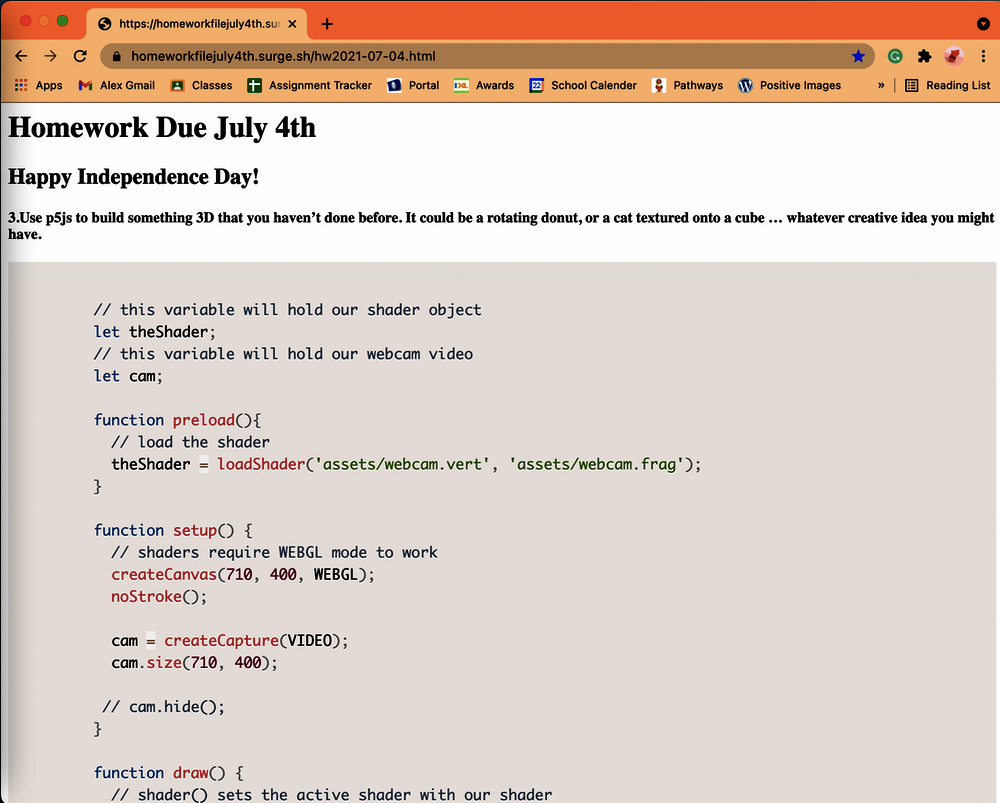 https://homeworkfilejuly4th.sur
homeworkfilejuly4th.surge.sh/hw2021-07-04.html
Apps Alex Gmail Classes Assignment Tracker Portal Awards 22 School Calender Pathways Positive Images » Reading List
Homework Due July 4th
Happy Independence Day!
3.Use p5js to build something 3D that you haven’t done before. It could be a rotating donut, or a cat textured onto a cube … whatever creative idea you might
have.
// this variable will hold our shader object
let theShader;
// this variable will hold our webcam video
let cam;
function preload(){
// load the shader
theShader = loadShader('assets/webcam.vert', 'assets/webcam.frag');
}
function setup() {
// shaders require WEBGL mode to work
createCanvas(710, 400, WEBGL);
noStroke();
cam = createCapture(VIDEO);
cam.size(710, 400);
// cam.hide();
}
function draw() {
// shader() sets the active shader with our shader